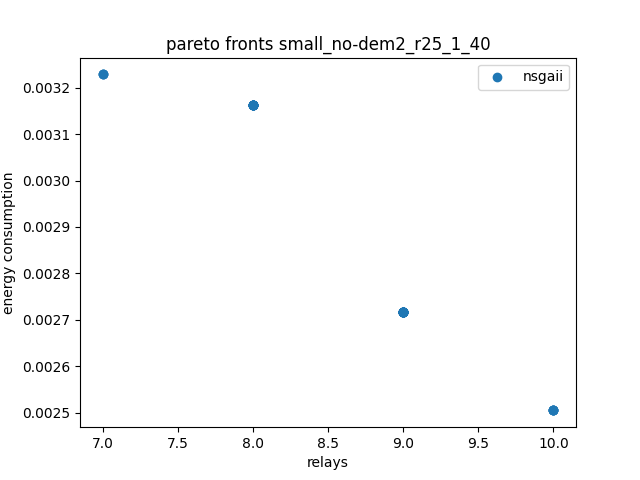 pareto fronts small_no-dem2_r25_1_40
nsgaii
0.0032
0.0031
0.0030
0.0029
0.0028
0.0027
0.0026
0.0025
energy consumption
7.0 7.5 8.0 8.5 9.0 9.5 10.0
relays